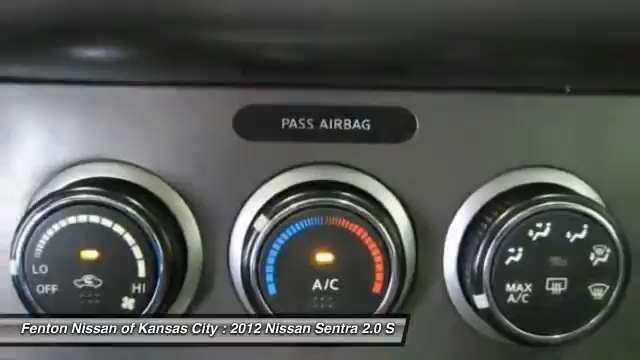 PASS AIRBAG
LO
OFF
HI
A/C
MAX
A/C
Fenton Nissan of Kansas City : 2012 Nissan Sentra 2.0 S